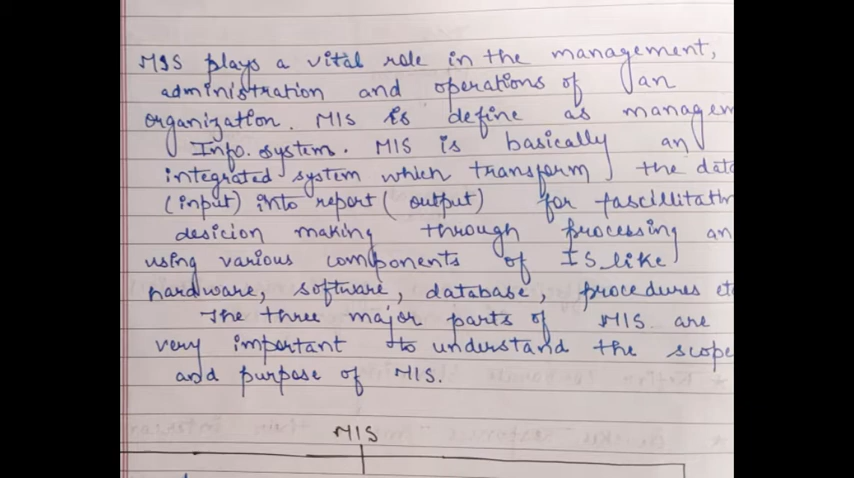 MIS plays a vital role in the management,
administration and operations of an
organization. MIS is define as managem
Info. system. MIS is basically an
integrated system which transform the data
(input) into report ( output) for fascillitath
desicion making through processing an
using various components of IS like
hardware, software, database, procedures etc
The three major parts of MIS are
very important to understand the scope
and purpose of MIS.
MIS